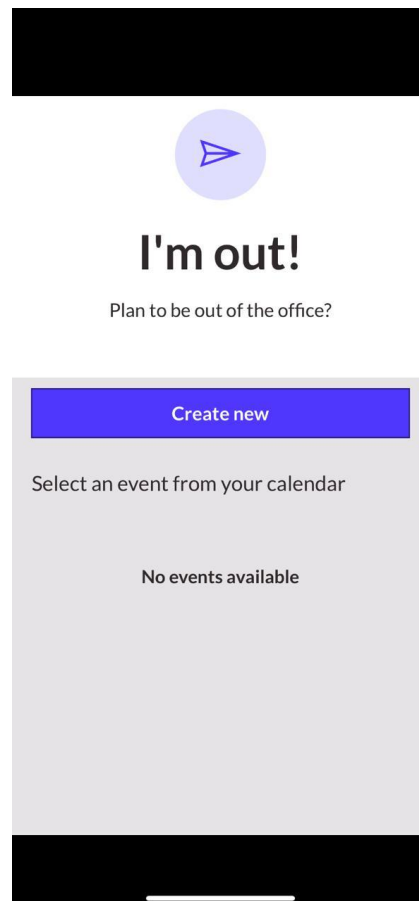 I'm out!
Plan to be out of the office?
Create new
Select an event from your calendar
No events available